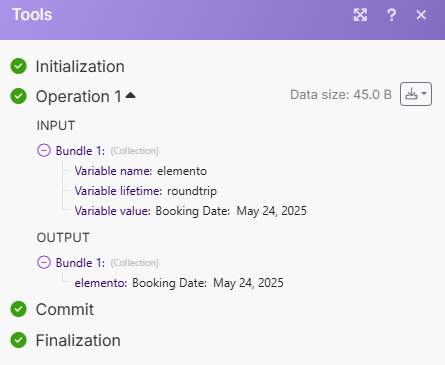 Tools
Initialization
Operation 1
Data size: 45.0 B
INPUT
Bundle 1: (Collection)
Variable name: elemento
Variable lifetime: roundtrip
Variable value: Booking Date:  May 24, 2025
OUTPUT
Bundle 1: (Collection)
elemento: Booking Date:  May 24, 2025
Commit
Finalization